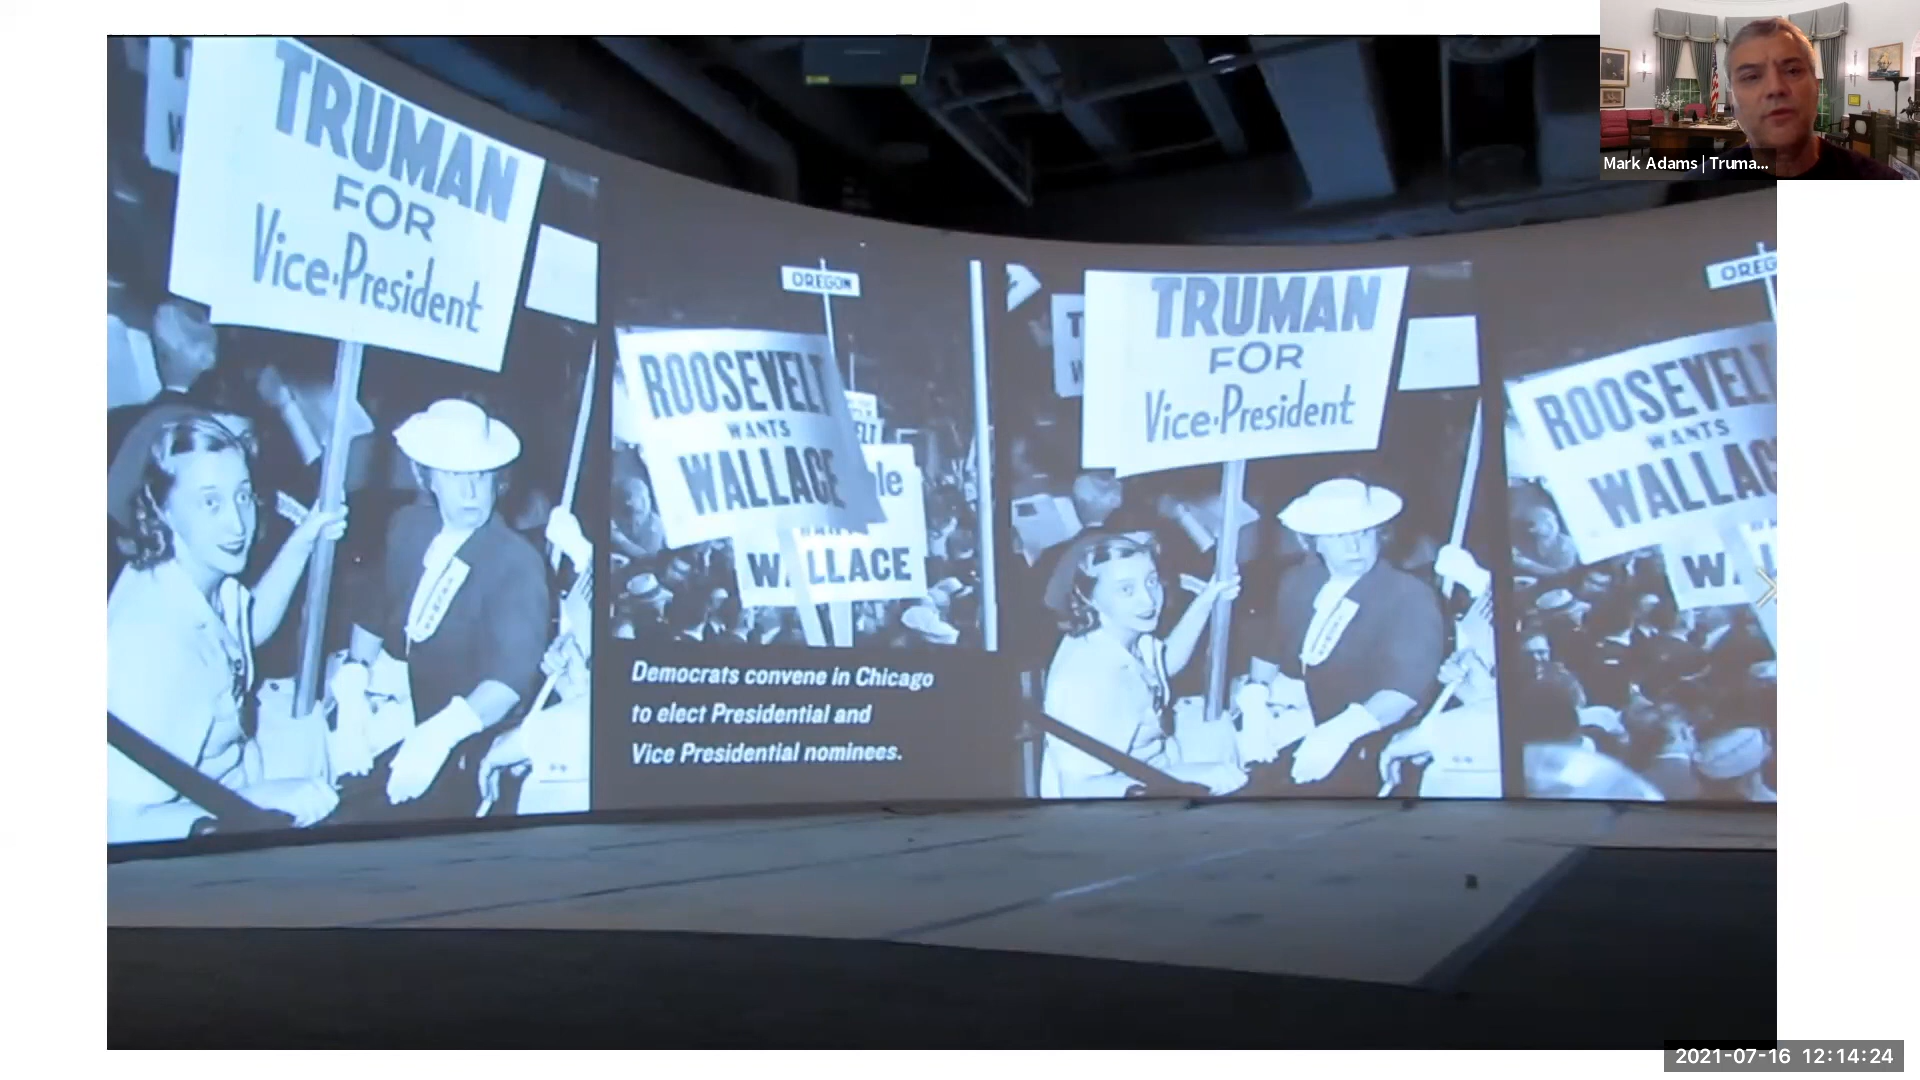 TRUMAN
FOR
Vice-President
OREGON
ROOSEVELT
WANTS
WALLACE
WALLACE
Democrats convene in Chicago
to elect Presidential and
Vice Presidential nominees.
TRUMAN
FOR
Vice-President
ROOSEVELT
WANTS
WALLAC
Mark Adams | Truma...
2021-07-16 12:14:24